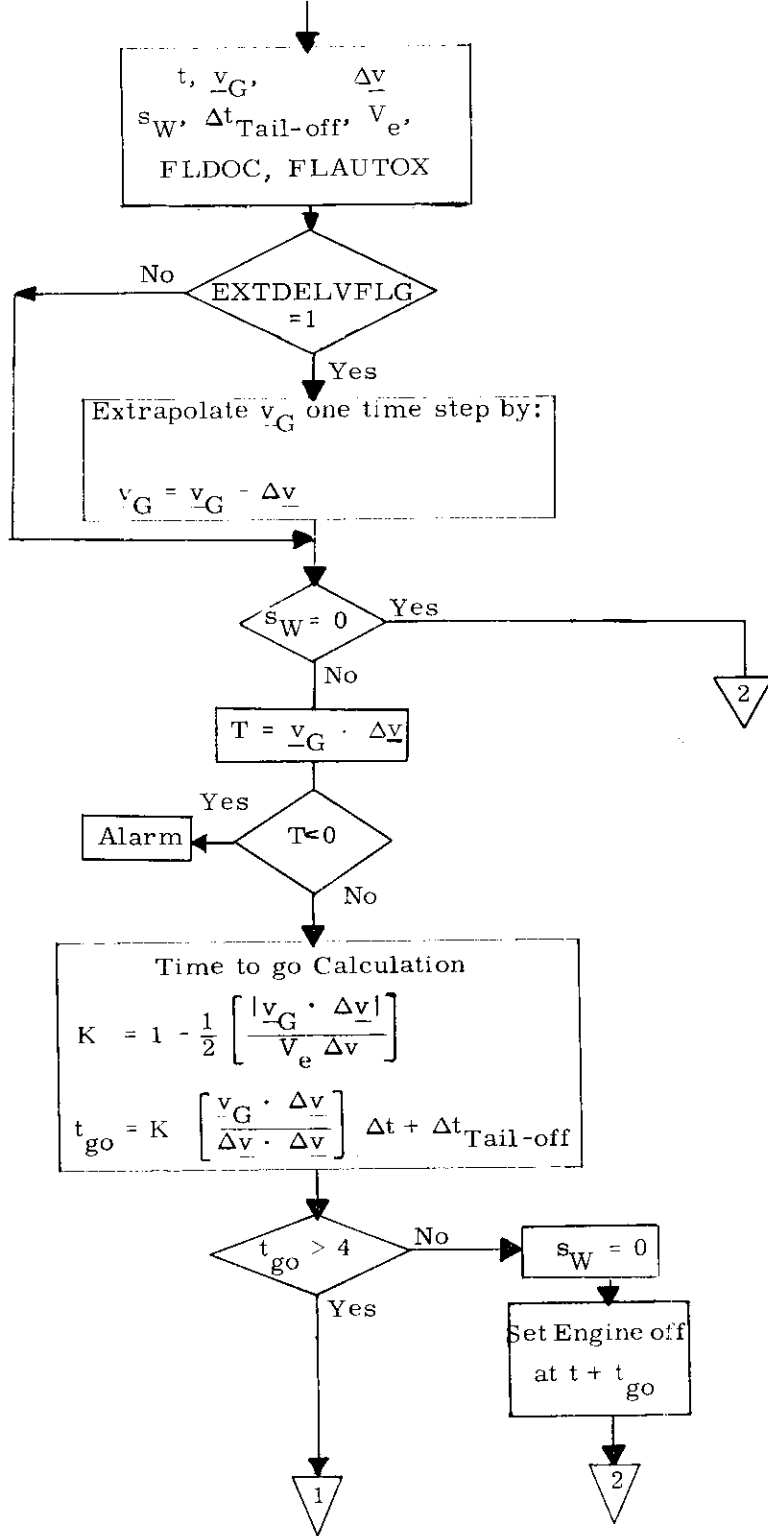 t, v_G, Δv
s_W, Δt_Tail-off, V_e,
FLDOC, FLAUTOX
No
EXTDELVFLG
=1
Yes
Extrapolate v_G one time step by:
v_G = v_G - Δv
s_W = 0
Yes
No
2
T = v_G · Δv
Yes
Alarm
T<0
No
Time to go Calculation
K = 1 - 1/2 [ |v_G · Δv| / V_e Δv ]
t_go = K [ v_G · Δv / Δv · Δv ] Δt + Δt_Tail-off
t_go > 4
No
s_W = 0
Yes
Set Engine off
at t + t_go
1
2